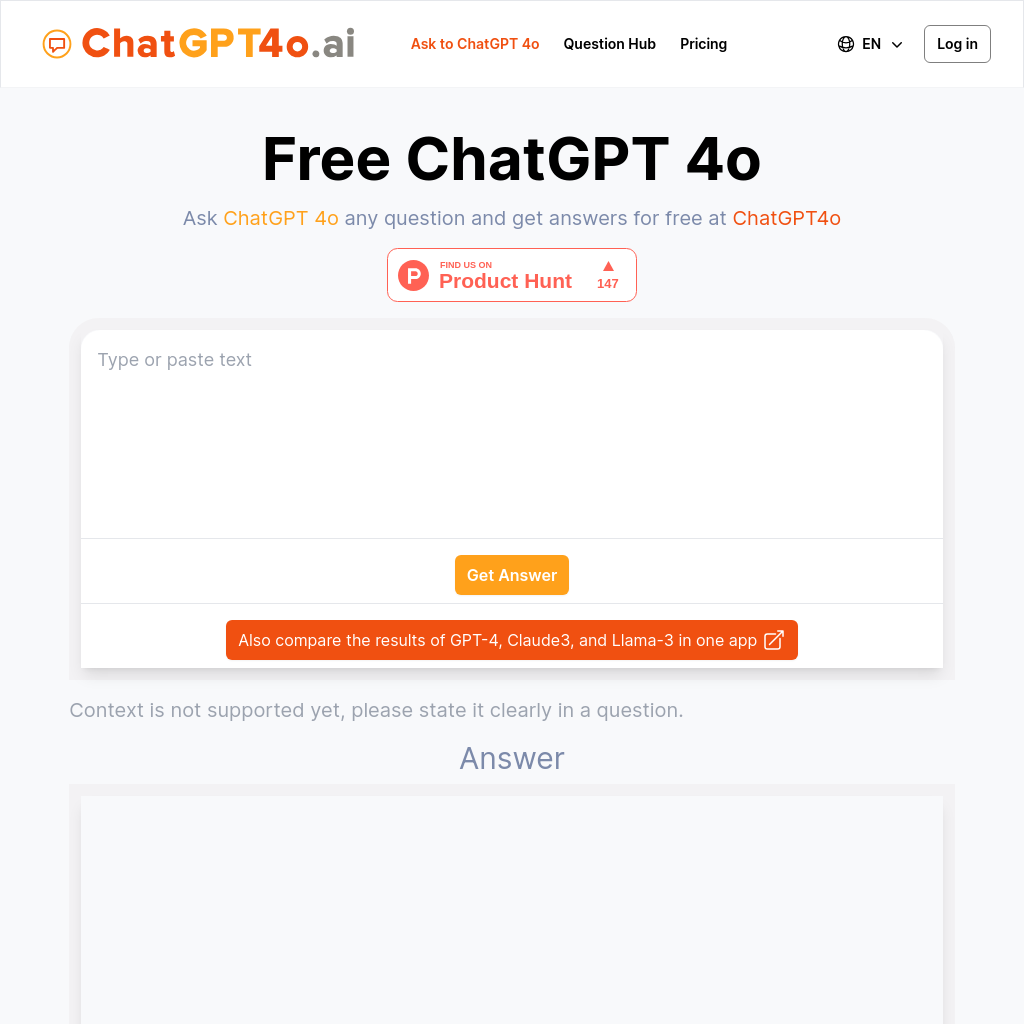 ChatGPT4o.ai
Ask to ChatGPT 4o
Question Hub
Pricing
EN
Log in
Free ChatGPT 4o
Ask ChatGPT 4o any question and get answers for free at ChatGPT4o
P
FIND US ON
Product Hunt
147
Type or paste text
Get Answer
Also compare the results of GPT-4, Claude3, and Llama-3 in one app
Context is not supported yet, please state it clearly in a question.
Answer